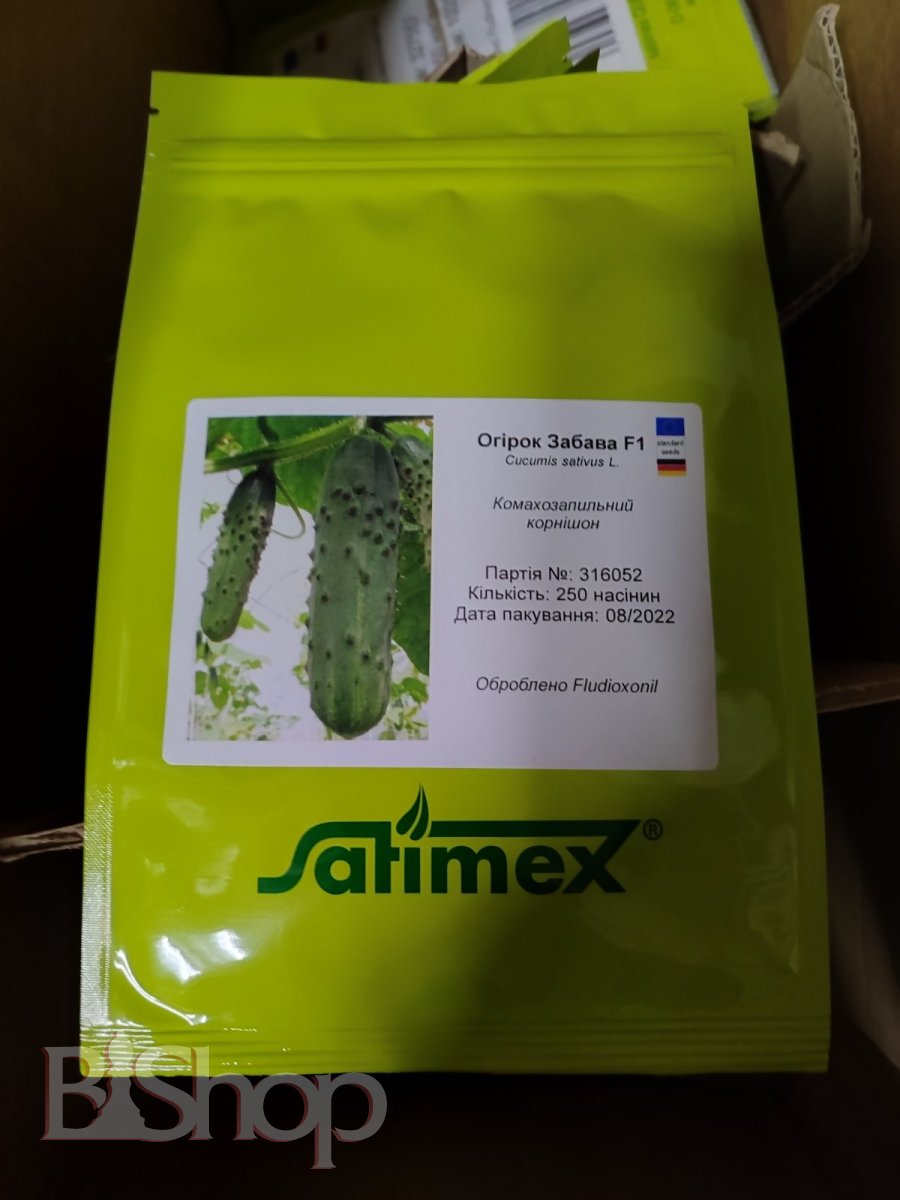 Огірок Забава F1
Cucumis sativus L.
standard
seeds
Комахозапильний
корнішон
Партія №: 316052
Кількість: 250 насінин
Дата пакування: 08/2022
Оброблено Fludioxonil
Satimex®
BiShop